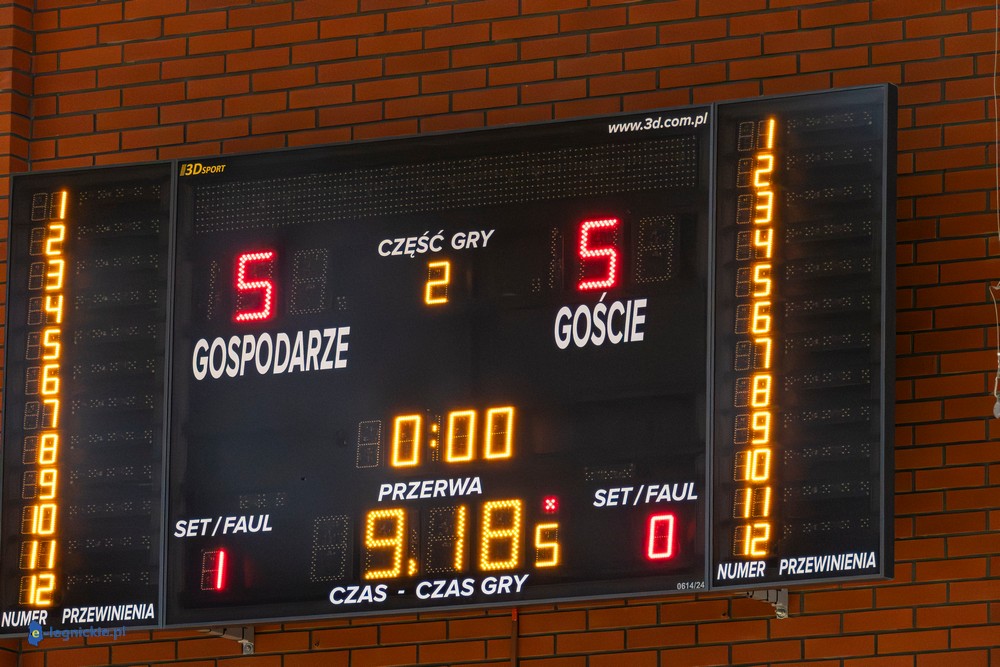 www.3d.com.pl
3DSPORT
1
2
3
4
5
6
7
8
9
10
11
12
NUMER PRZEWINIENIA
5
CZĘŚĆ GRY
2
5
GOSPODARZE
GOŚCIE
0:00
PRZERWA
SET/FAUL
1
9.18 5
CZAS - CZAS GRY
SET/FAUL
0
0614/24
1
2
3
4
5
6
7
8
9
10
11
12
NUMER PRZEWINIENIA
e-legnickie.pl